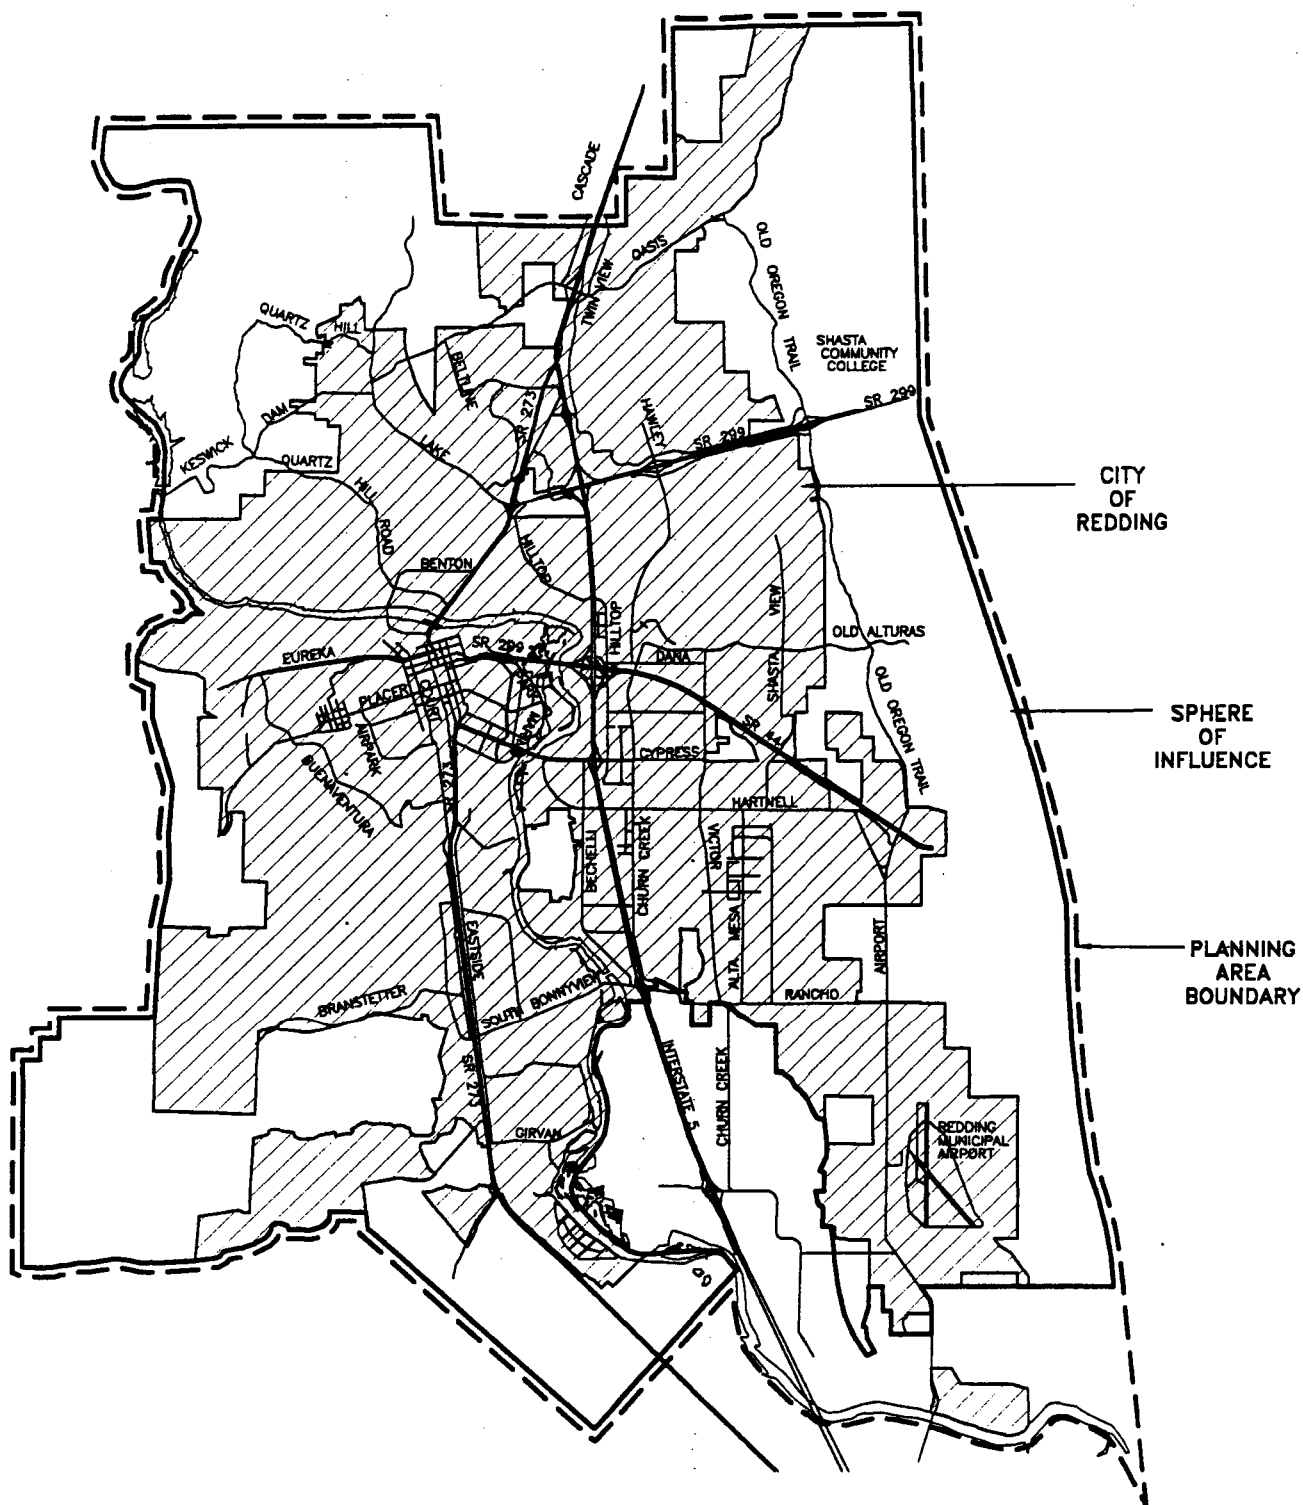 CASCADE
OASIS
OLD OREGON TRAIL
TWIN VIEW
QUARTZ
HILL
SHASTA
COMMUNITY
COLLEGE
BELTLINE
SR 273
HAWLEY
SR 299
SR 299
DAM
LAKE
KESWICK
QUARTZ
HILL
ROAD
CITY
OF
REDDING
BENTON
HILLTOP
HILLTOP
SHASTA VIEW
OLD ALTURAS
SR 299
EUREKA
DANA
PLACER
COURT
OLD OREGON TRAIL
SPHERE
OF
INFLUENCE
AIRPARK
SR 44
CYPRESS
BUENAVENTURA
SR 273
HARTNELL
BECHELLI
CHURN CREEK
VICTOR
ALTA MESA
EASTSIDE
AIRPORT
PLANNING
AREA
BOUNDARY
BRANSTETTER
SOUTH BONNYVIEW
RANCHO
SR 273
INTERSTATE 5
CHURN CREEK
GIRVAN
REDDING
MUNICIPAL
AIRPORT